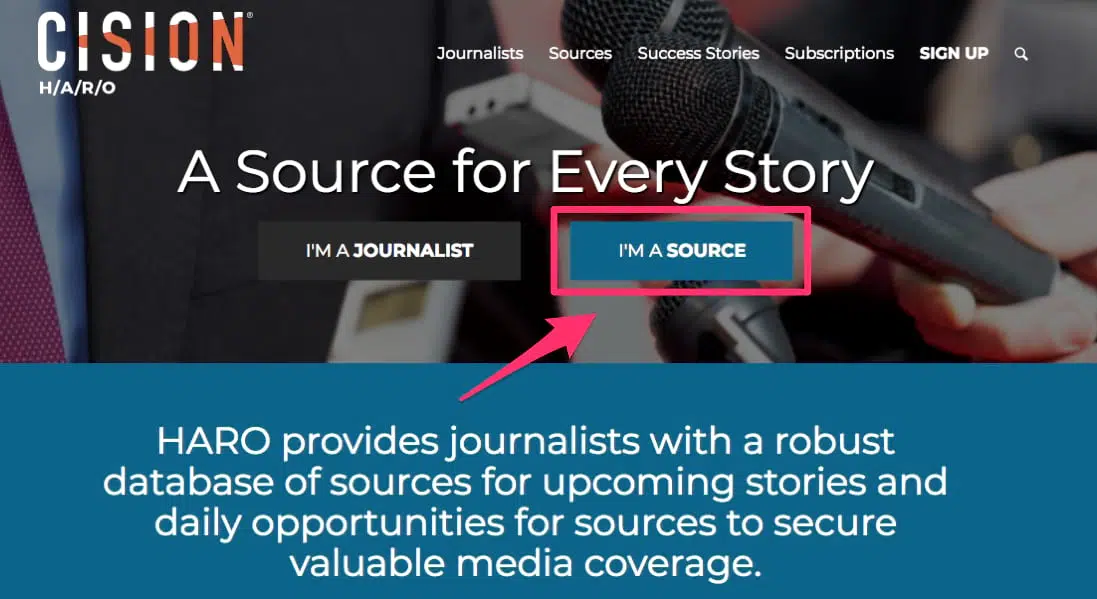 CISION®
H/A/R/O
Journalists Sources Success Stories Subscriptions SIGN UP
A Source for Every Story
I'M A JOURNALIST
I'M A SOURCE
HARO provides journalists with a robust
database of sources for upcoming stories and
daily opportunities for sources to secure
valuable media coverage.